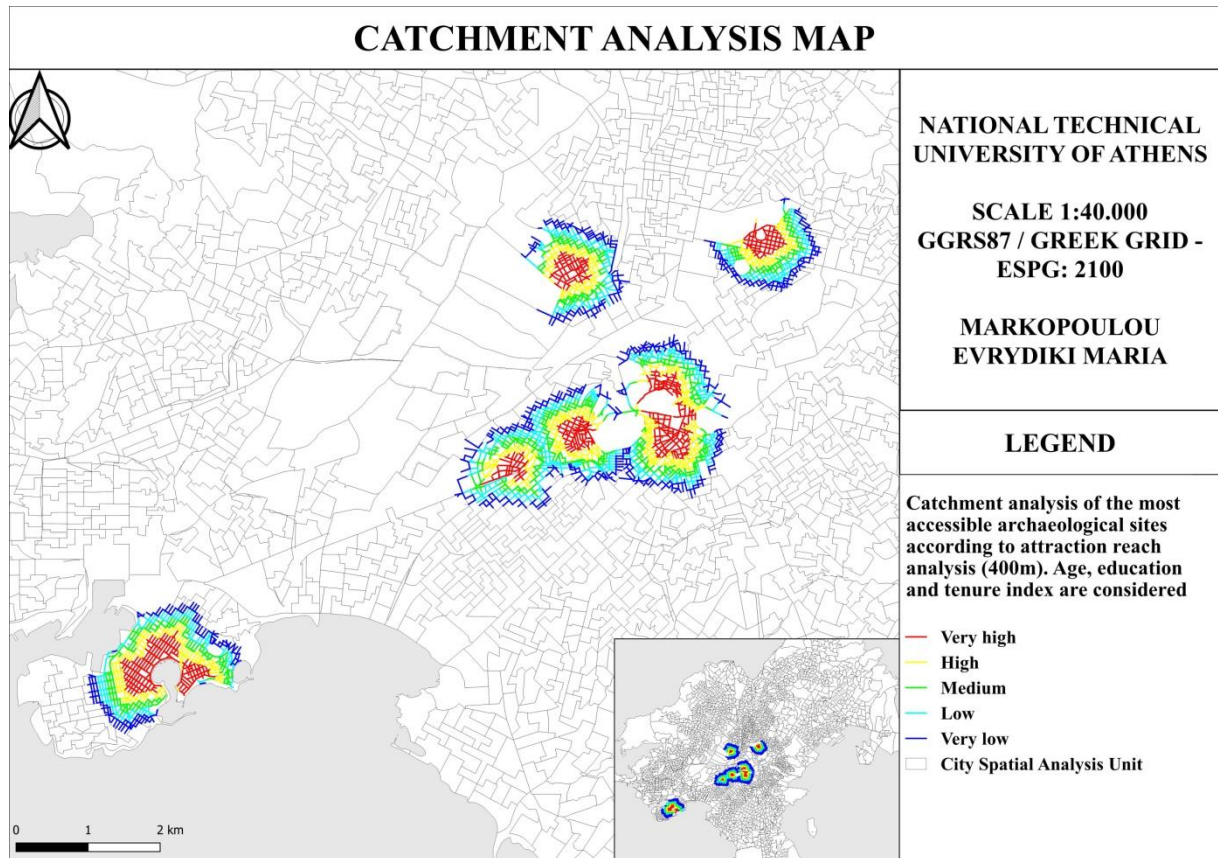 CATCHMENT ANALYSIS MAP
NATIONAL TECHNICAL
UNIVERSITY OF ATHENS
SCALE 1:40.000
GGRS87 / GREEK GRID -
ESPG: 2100
MARKOPOULOU
EVRYDIKI MARIA
LEGEND
Catchment analysis of the most
accessible archaeological sites
according to attraction reach
analysis (400m). Age, education
and tenure index are considered
Very high
High
Medium
Low
Very low
City Spatial Analysis Unit
0 1 2 km